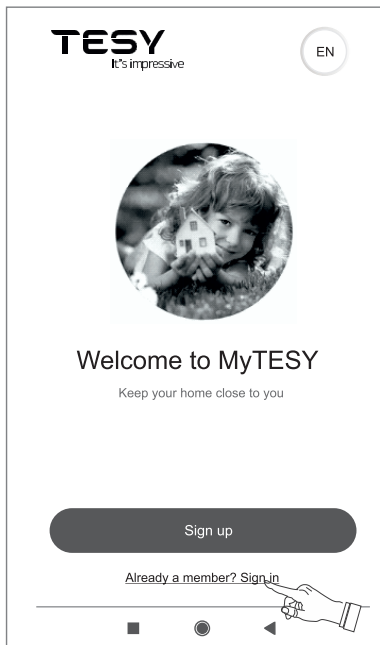 TESY
It's impressive
EN
Welcome to MyTESY
Keep your home close to you
Sign up
Already a member? Sign in